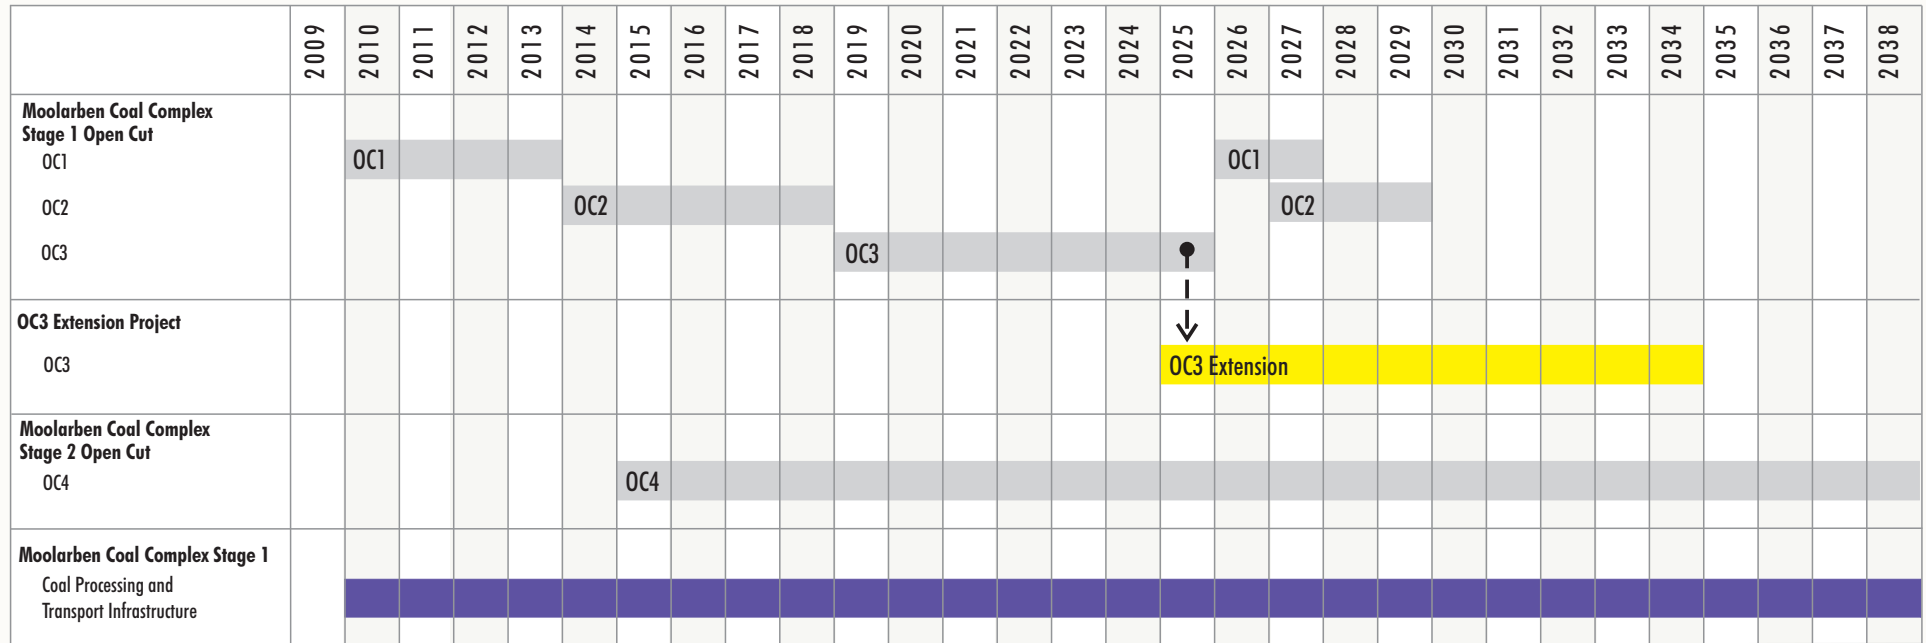 2009 2010 2011 2012 2013 2014 2015 2016 2017 2018 2019 2020 2021 2022 2023 2024 2025 2026 2027 2028 2029 2030 2031 2032 2033 2034 2035 2036 2037 2038
Moolarben Coal Complex
Stage 1 Open Cut
OC1 OC1 OC1
OC2 OC2 OC2
OC3 OC3
OC3 Extension Project
OC3 OC3 Extension
Moolarben Coal Complex
Stage 2 Open Cut
OC4 OC4
Moolarben Coal Complex Stage 1
Coal Processing and
Transport Infrastructure